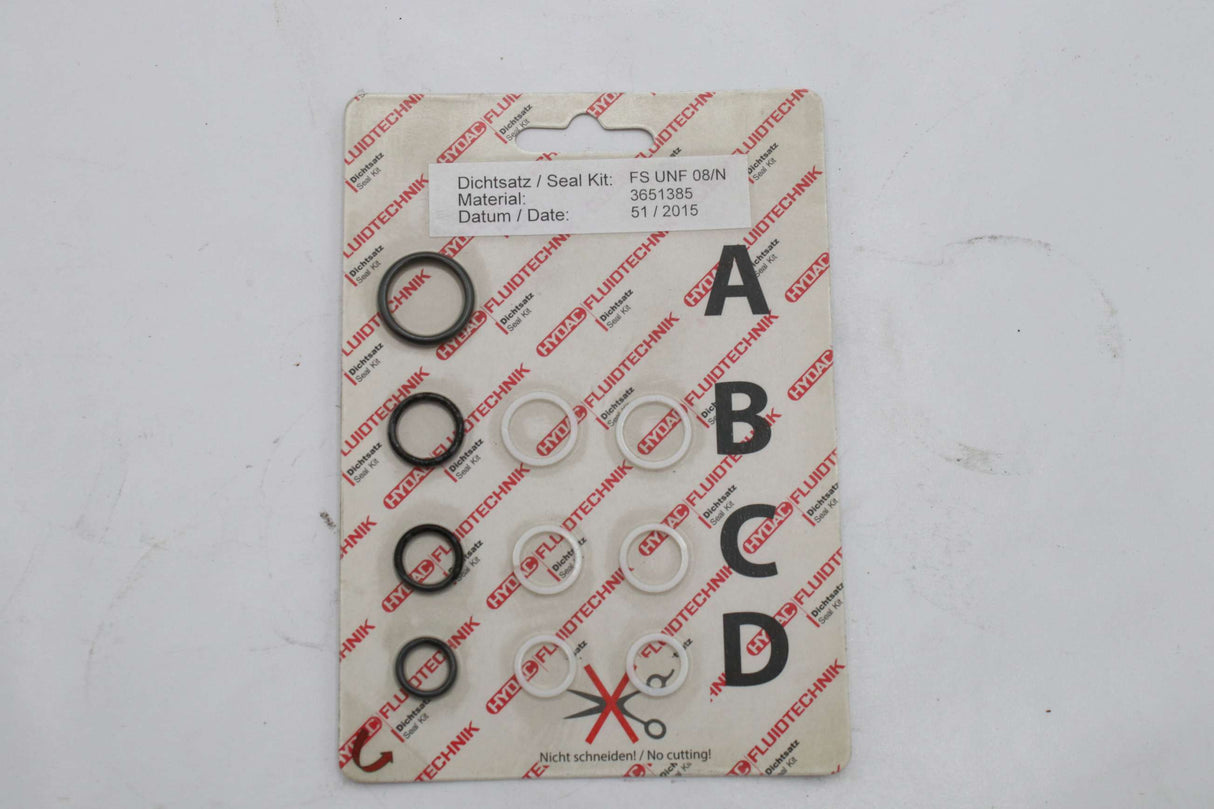 Dichtsatz / Seal Kit: FS UNF 08/N
Material: 3651385
Datum / Date: 51 / 2015
A
B
C
D
HYDAC FLUIDTECHNIK
Dichtsatz
Seal Kit
Nicht schneiden! / No cutting!